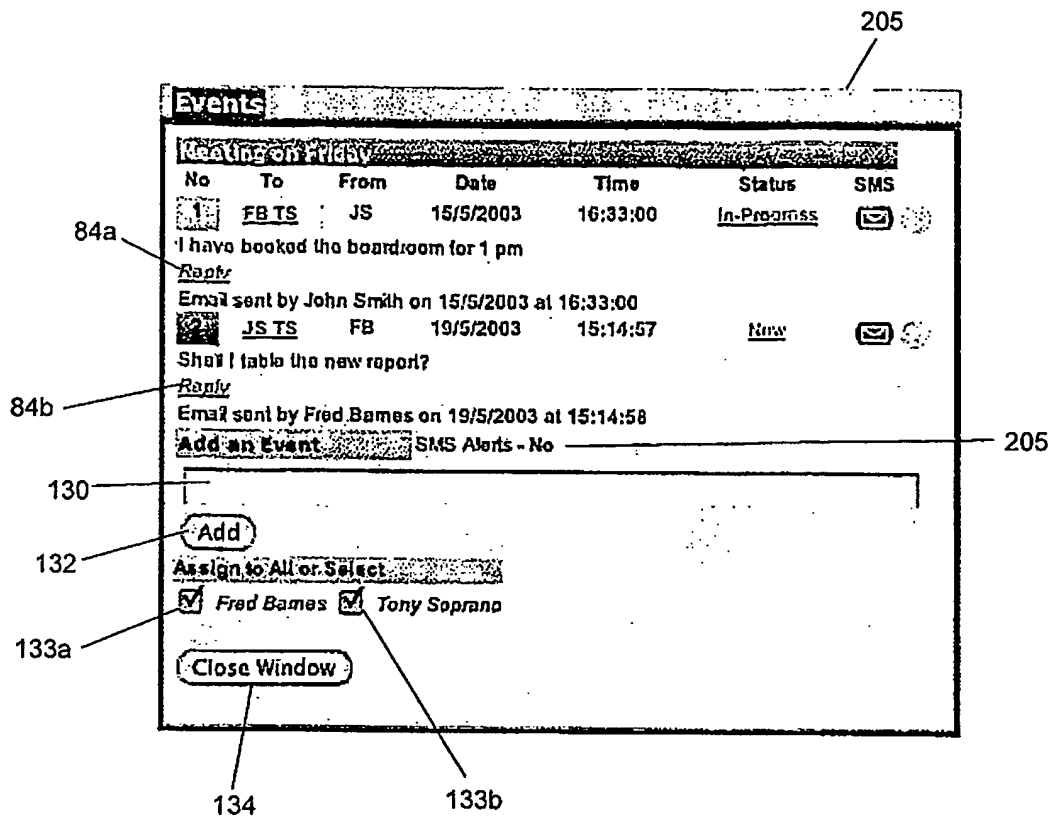 205
Events
Meeting on Friday
No To From Date Time Status SMS
1 FB TS JS 15/5/2003 16:33:00 In-Progress
84a
I have booked the boardroom for 1 pm
Reply
Email sent by John Smith on 15/5/2003 at 16:33:00
2 JS TS FB 19/5/2003 15:14:57 New
Shall I table the new report?
84b
Reply
Email sent by Fred Barnes on 19/5/2003 at 15:14:58
Add an Event SMS Alerts - No
205
130
132
Add
Assign to All or Select
Fred Barnes Tony Soprano
133a
Close Window
134
133b